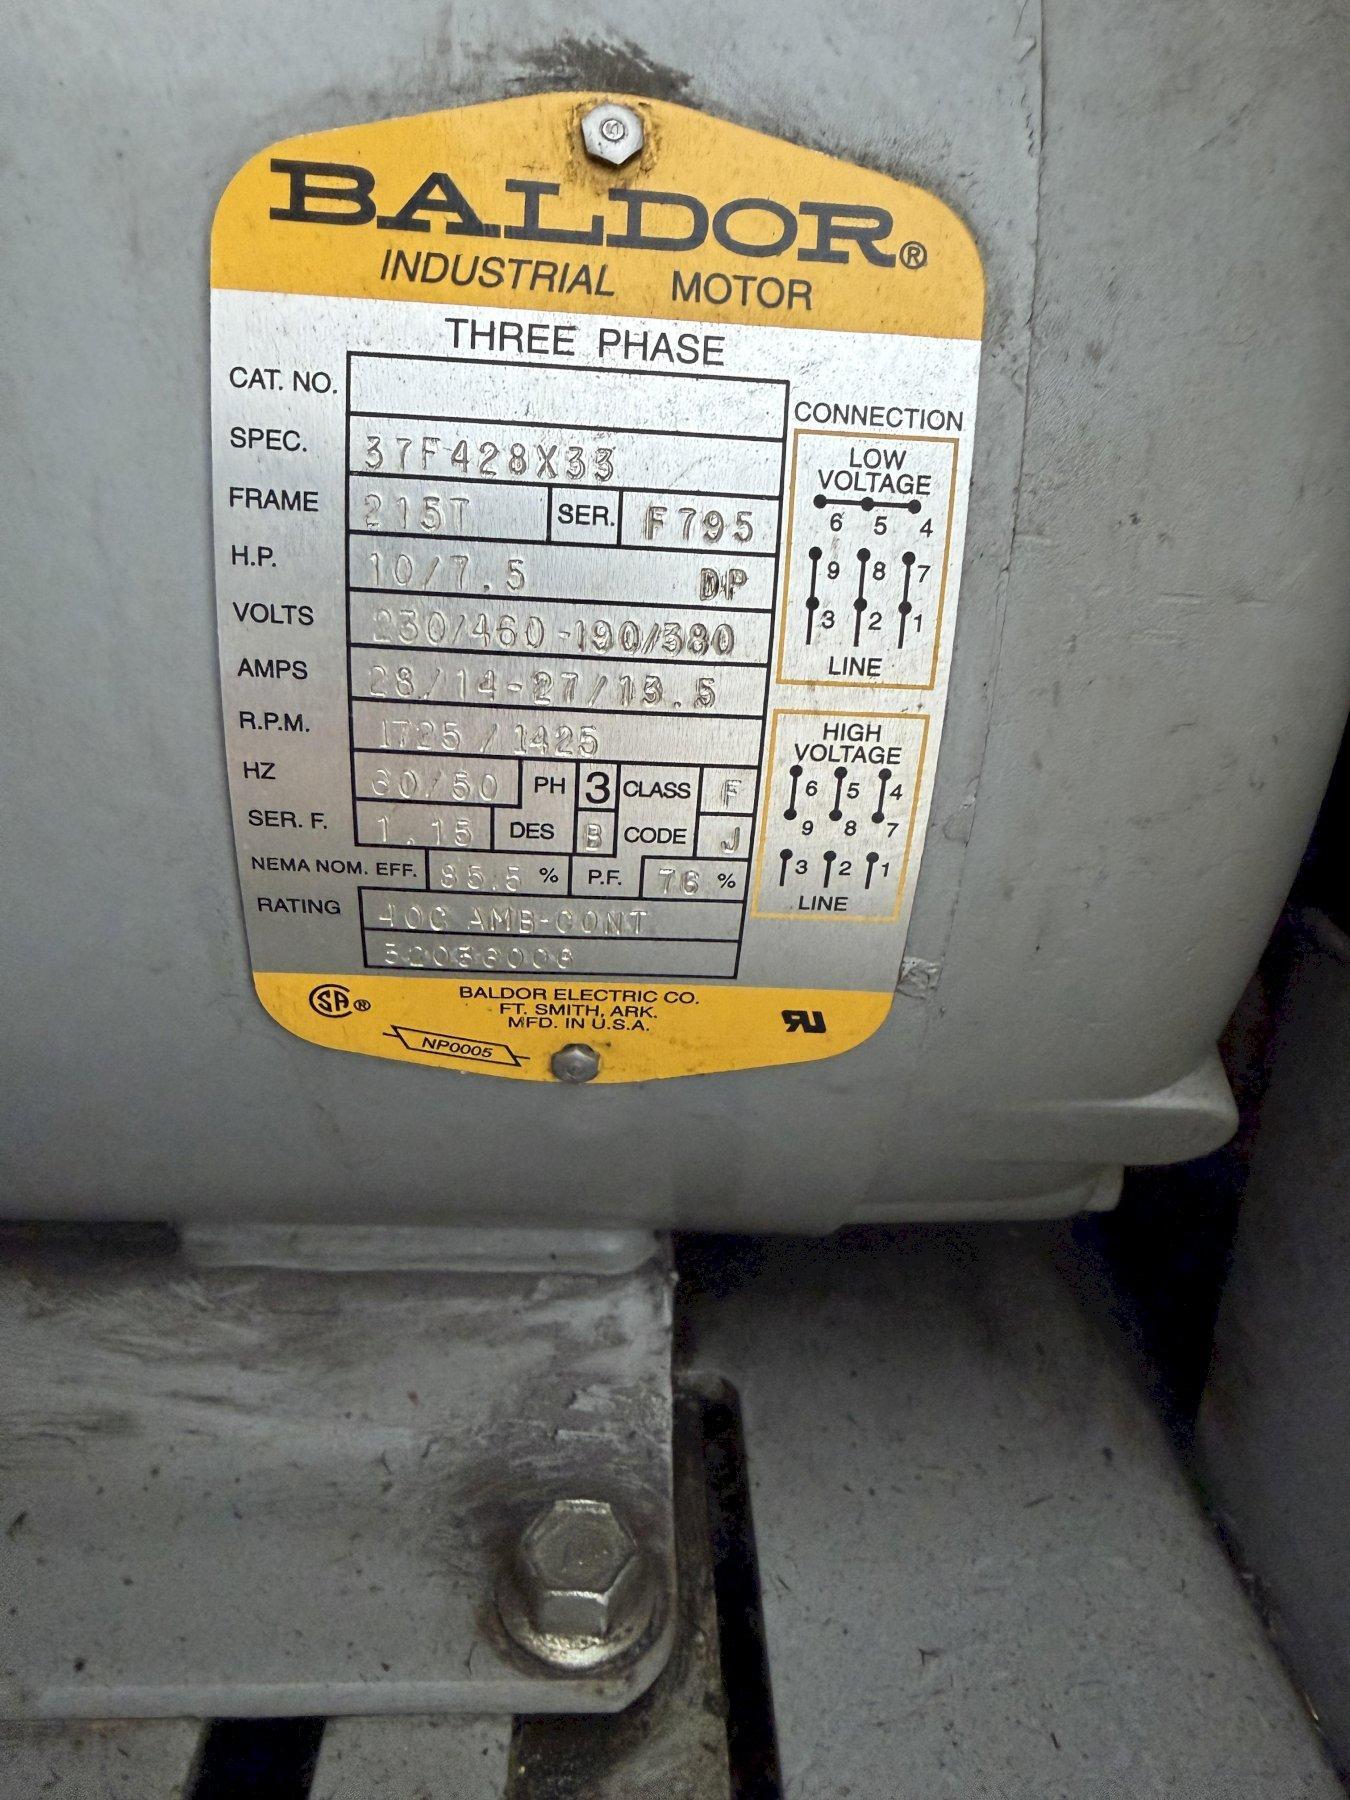 BALDOR®
INDUSTRIAL MOTOR
THREE PHASE
CAT. NO.
SPEC. 37F428X33
FRAME 215T SER. F795
H.P. 10/7.5 DP
VOLTS 230/460-190/380
AMPS 28/14-27/13.5
R.P.M. 1725/1425
HZ 60/50 PH 3 CLASS F
SER. F. 1.15 DES B CODE J
NEMA NOM. EFF. 85.5 % P.F. 76 %
RATING 40C AMB-CONT
CONNECTION
LOW
VOLTAGE
6 5 4
9 8 7
3 2 1
LINE
HIGH
VOLTAGE
6 5 4
9 8 7
3 2 1
LINE
SA®
BALDOR ELECTRIC CO.
FT. SMITH, ARK.
MFD. IN U.S.A.
NP0005